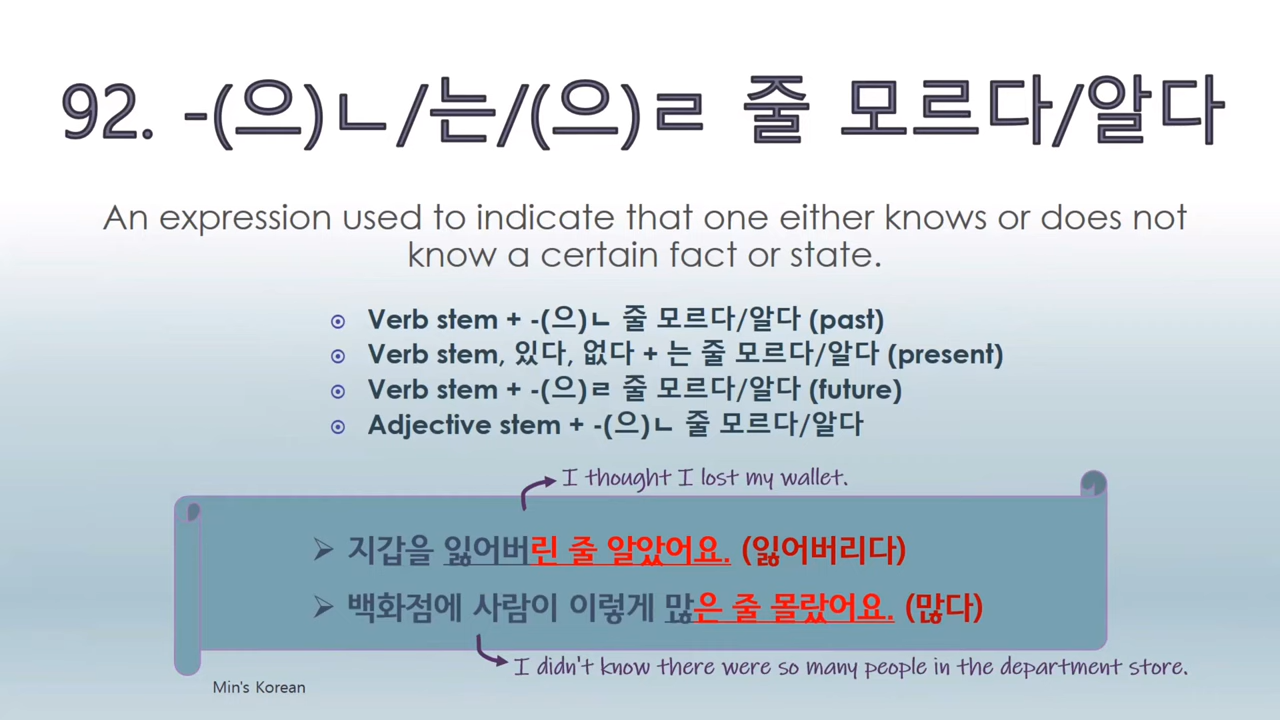 92. -(으)ㄴ/는/(으)ㄹ 줄 모르다/알다
An expression used to indicate that one either knows or does not
know a certain fact or state.
Verb stem + -(으)ㄴ 줄 모르다/알다 (past)
Verb stem, 있다, 없다 + 는 줄 모르다/알다 (present)
Verb stem + -(으)ㄹ 줄 모르다/알다 (future)
Adjective stem + -(으)ㄴ 줄 모르다/알다
I thought I lost my wallet.
지갑을 잃어버린 줄 알았어요. (잃어버리다)
백화점에 사람이 이렇게 많은 줄 몰랐어요. (많다)
I didn't know there were so many people in the department store.
Min's Korean